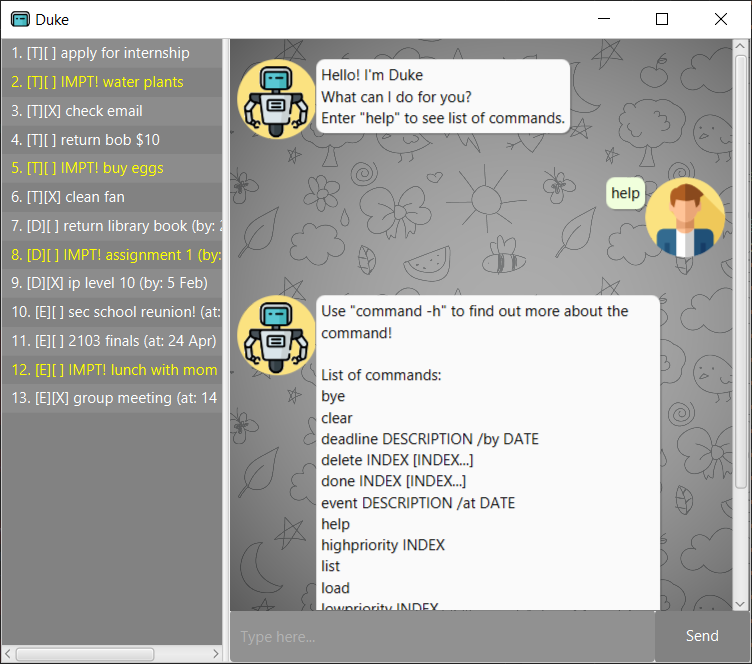 Duke
1. [T][ ] apply for internship
2. [T][ ] IMPT! water plants
3. [T][X] check email
4. [T][ ] return bob $10
5. [T][ ] IMPT! buy eggs
6. [T][X] clean fan
7. [D][ ] return library book (by:
8. [D][ ] IMPT! assignment 1 (by:
9. [D][X] ip level 10 (by: 5 Feb)
10. [E][ ] sec school reunion! (at:
11. [E][ ] 2103 finals (at: 24 Apr)
12. [E][ ] IMPT! lunch with mom
13. [E][X] group meeting (at: 14
Hello! I'm Duke
What can I do for you?
Enter "help" to see list of commands.
help
Use "command -h" to find out more about the
command!
List of commands:
bye
clear
deadline DESCRIPTION /by DATE
delete INDEX [INDEX...]
done INDEX [INDEX...]
event DESCRIPTION /at DATE
help
highpriority INDEX
list
load
lowpriority INDEX
Type here...
Send